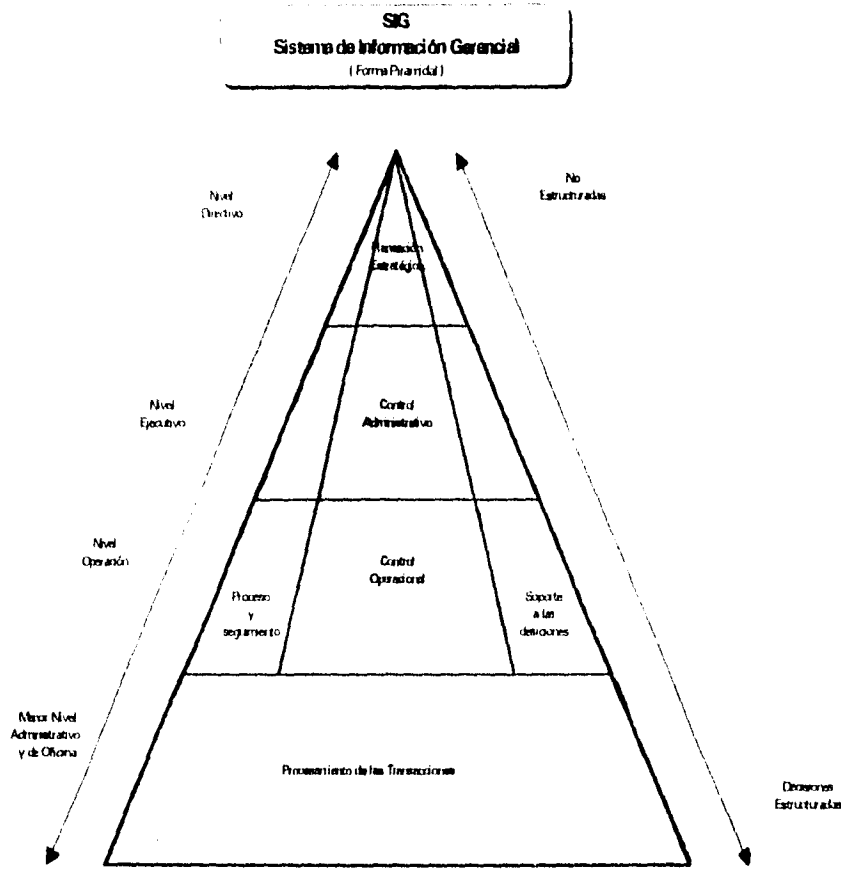 SIG
Sistema de Información Gerencial
( Forma Piramidal )
Nivel
Directivo
No
Estructuradas
Planeación
Estratégica
Nivel
Ejecutivo
Control
Administrativo
Nivel
Operación
Control
Operacional
Proceso
y
seguimiento
Soporte
a las
decisiones
Menor Nivel
Administrativo
y de Oficina
Procesamiento de las Transacciones
Decisiones
Estructuradas